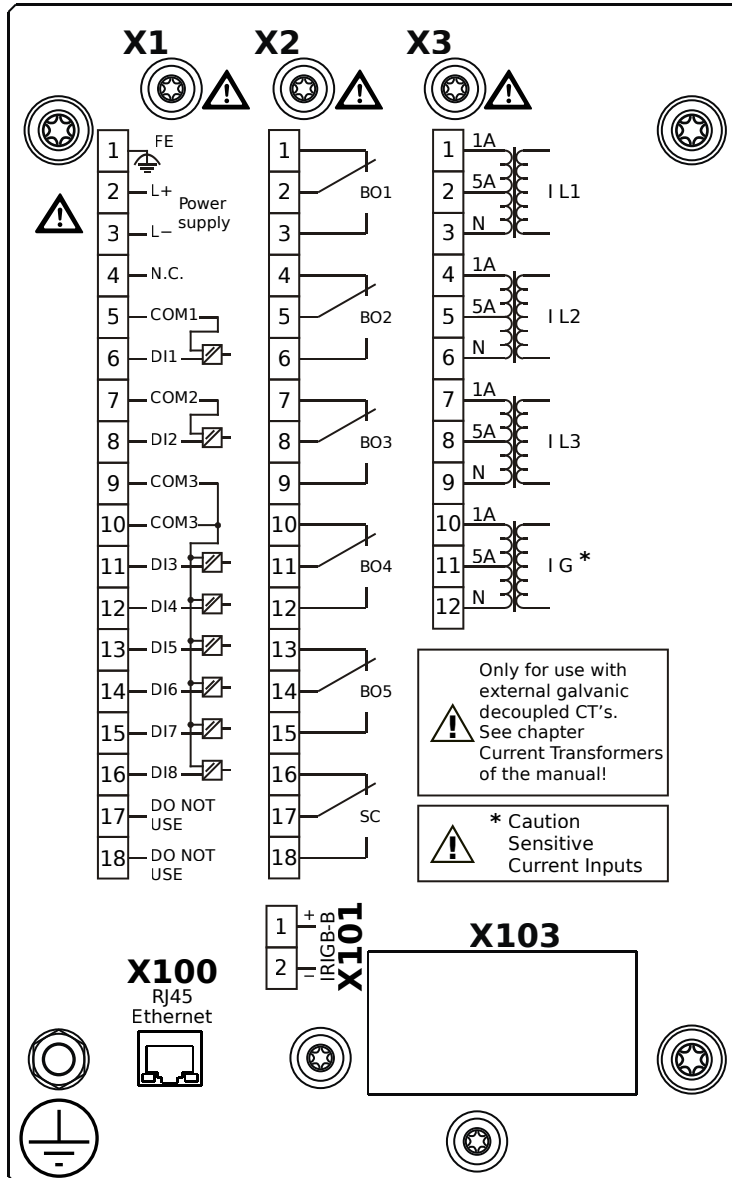 X1
X2
X3
1 FE
2 L+
Power
supply
3 L−
4 N.C.
5 COM1
6 DI1
7 COM2
8 DI2
9 COM3
10 COM3
11 DI3
12 DI4
13 DI5
14 DI6
15 DI7
16 DI8
17 DO NOT
USE
18 DO NOT
USE
1
2 BO1
3
4
5 BO2
6
7
8 BO3
9
10
11 BO4
12
13
14 BO5
15
16
17 SC
18
1 1A
2 5A I L1
3 N
4 1A
5 5A I L2
6 N
7 1A
8 5A I L3
9 N
10 1A
11 5A I G *
12 N
!
!
!
!
! Only for use with
external galvanic
decoupled CT's.
See chapter
Current Transformers
of the manual!
! * Caution
Sensitive
Current Inputs
1 +
2 −
IRIGB-B
X101
X103
X100
RJ45
Ethernet